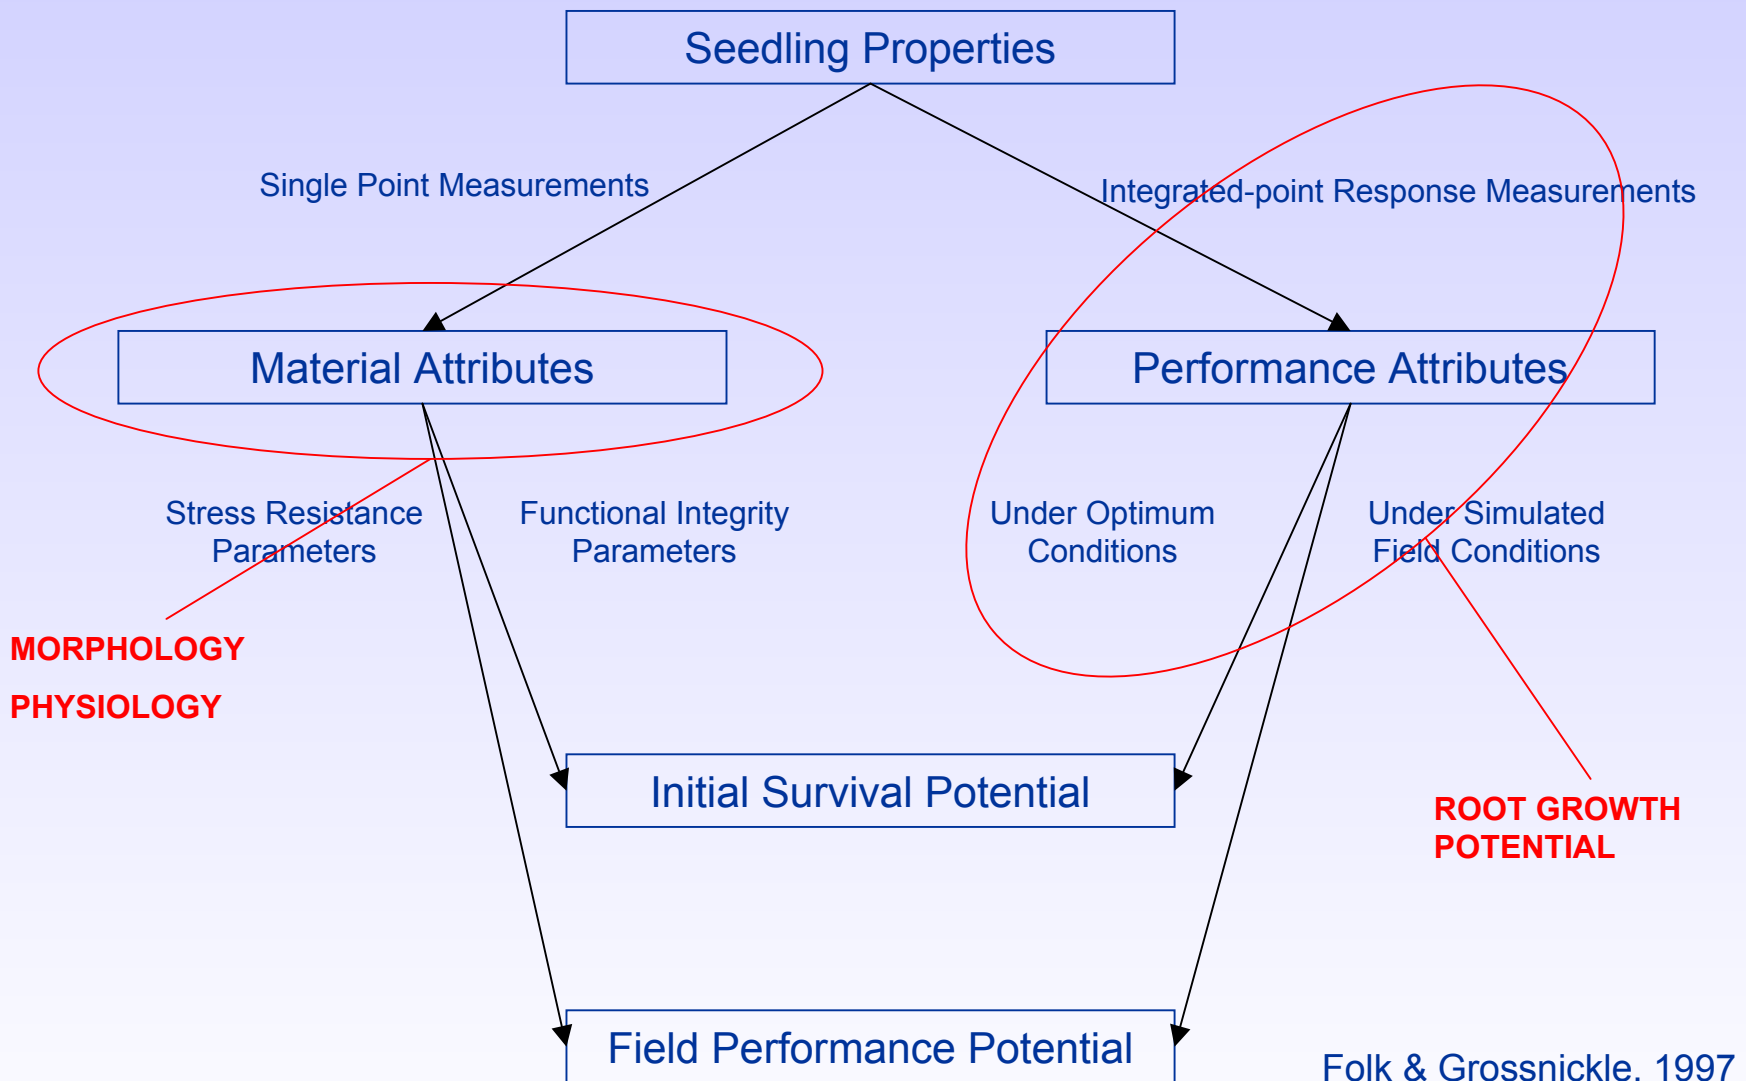 Seedling Properties
Single Point Measurements
Integrated-point Response Measurements
Material Attributes
Performance Attributes
Stress Resistance
Parameters
Functional Integrity
Parameters
Under Optimum
Conditions
Under Simulated
Field Conditions
MORPHOLOGY
PHYSIOLOGY
Initial Survival Potential
ROOT GROWTH
POTENTIAL
Field Performance Potential
Folk & Grossnickle, 1997